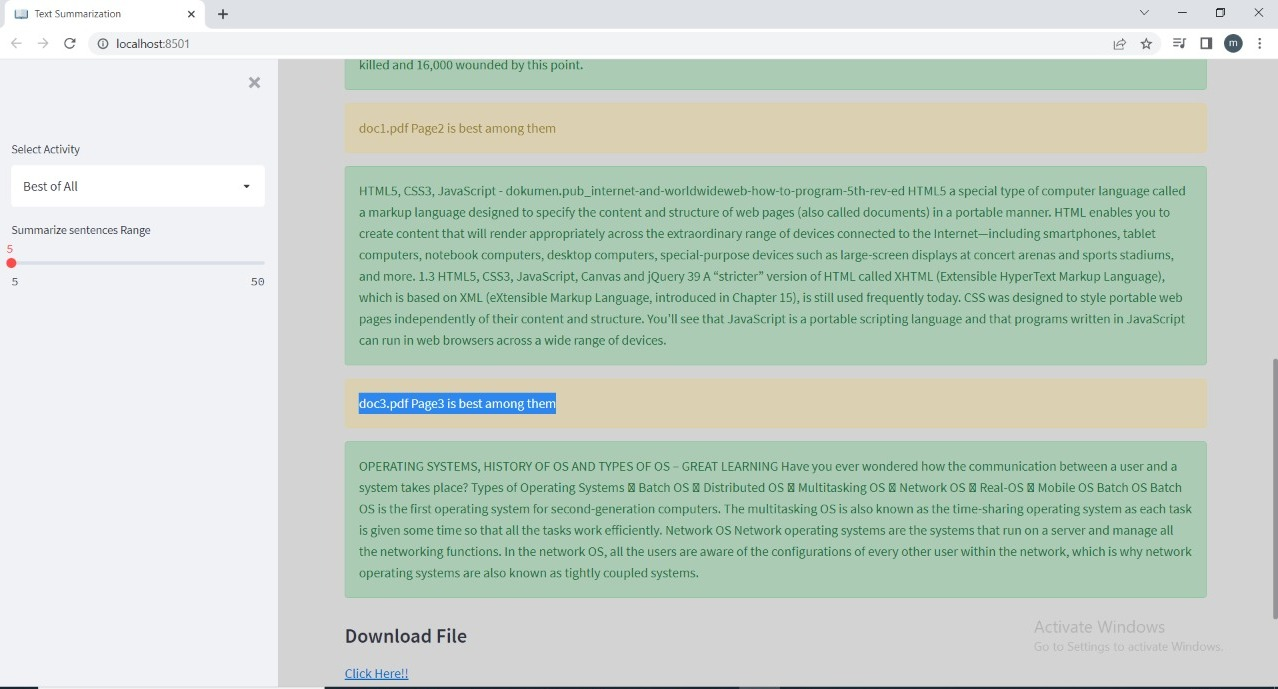 Text Summarization
localhost:8501
m
Select Activity
Best of All
Summarize sentences Range
5
5
50
killed and 16,000 wounded by this point.
doc1.pdf Page2 is best among them
HTML5, CSS3, JavaScript - dokumen.pub_internet-and-worldwideweb-how-to-program-5th-rev-ed HTML5 a special type of computer language called
a markup language designed to specify the content and structure of web pages (also called documents) in a portable manner. HTML enables you to
create content that will render appropriately across the extraordinary range of devices connected to the Internet—including smartphones, tablet
computers, notebook computers, desktop computers, special-purpose devices such as large-screen displays at concert arenas and sports stadiums,
and more. 1.3 HTML5, CSS3, JavaScript, Canvas and jQuery 39 A “stricter” version of HTML called XHTML (Extensible HyperText Markup Language),
which is based on XML (eXtensible Markup Language, introduced in Chapter 15), is still used frequently today. CSS was designed to style portable web
pages independently of their content and structure. You’ll see that JavaScript is a portable scripting language and that programs written in JavaScript
can run in web browsers across a wide range of devices.
doc3.pdf Page3 is best among them
OPERATING SYSTEMS, HISTORY OF OS AND TYPES OF OS – GREAT LEARNING Have you ever wondered how the communication between a user and a
system takes place? Types of Operating Systems Batch OS Distributed OS Multitasking OS Network OS Real-OS Mobile OS Batch OS Batch
OS is the first operating system for second-generation computers. The multitasking OS is also known as the time-sharing operating system as each task
is given some time so that all the tasks work efficiently. Network OS Network operating systems are the systems that run on a server and manage all
the networking functions. In the network OS, all the users are aware of the configurations of every other user within the network, which is why network
operating systems are also known as tightly coupled systems.
Download File
Click Here!!
Activate Windows
Go to Settings to activate Windows.